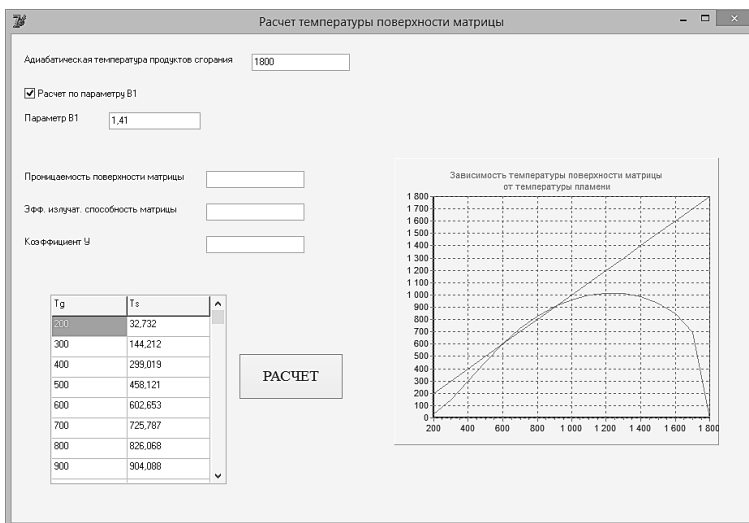 Расчет температуры поверхности матрицы
Адиабатическая температура продуктов сгорания 1800
Расчет по параметру B1
Параметр B1 1,41
Проницаемость поверхности матрицы
Эфф. излучат. способность матрицы
Коэффициент У
Tg Ts
200 32,732
300 144,212
400 299,019
500 458,121
600 602,653
700 725,787
800 826,068
900 904,088
РАСЧЕТ
Зависимость температуры поверхности матрицы
от температуры пламени
1 800
1 700
1 600
1 500
1 400
1 300
1 200
1 100
1 000
900
800
700
600
500
400
300
200
100
0
200 400 600 800 1 000 1 200 1 400 1 600 1 800